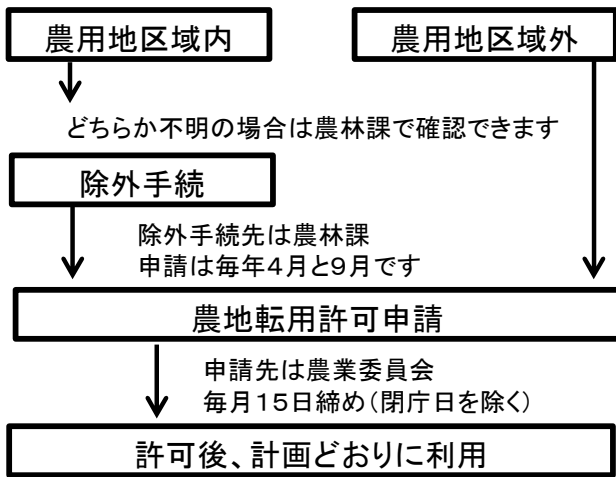 農用地区域内
農用地区域外
どちらか不明の場合は農林課で確認できます
除外手続
除外手続先は農林課
申請は毎年4月と9月です
農地転用許可申請
申請先は農業委員会
毎月15日締め(閉庁日を除く)
許可後、計画どおりに利用